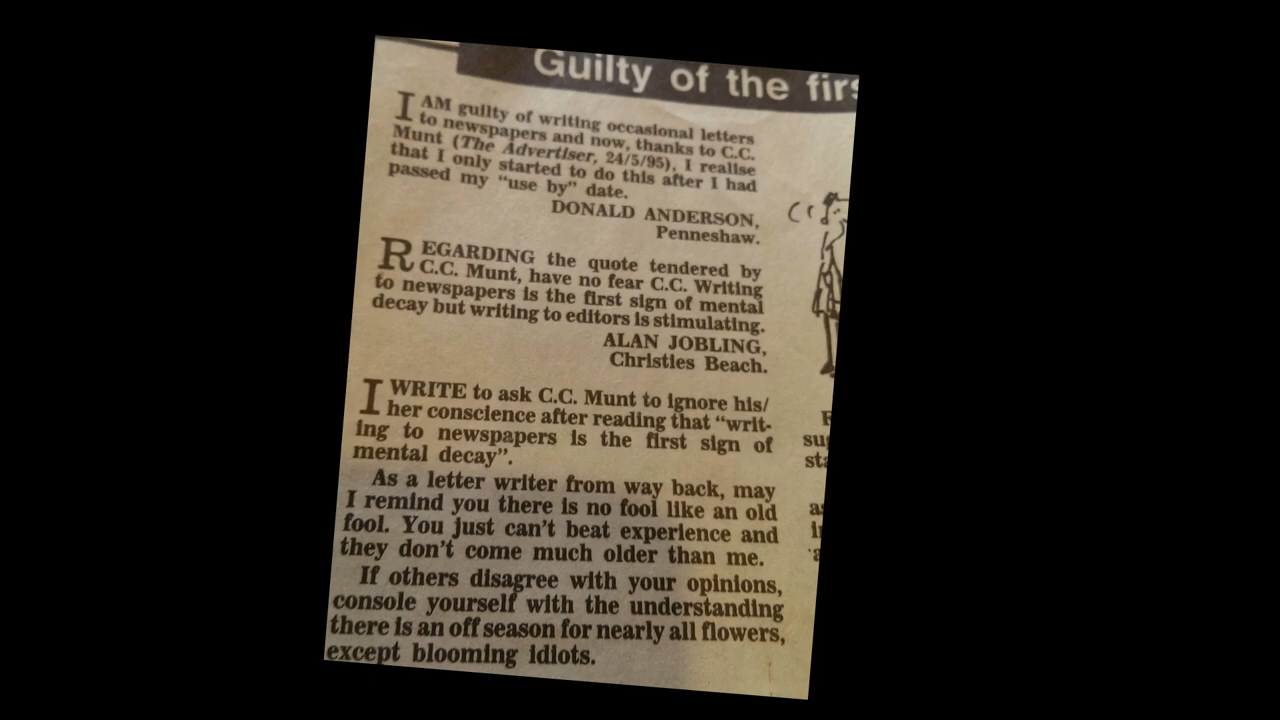 Guilty of the
I AM guilty of writing occasional letters
to newspapers and now, thanks to C.C.
Munt (The Advertiser, 24/5/95), I realise
that I only started to do this after I had
passed my "use by" date.
DONALD ANDERSON,
Penneshaw.
REGARDING the quote tendered by
C.C. Munt, have no fear C.C. Writing
to newspapers is the first sign of mental
decay but writing to editors is stimulating.
ALAN JOBLING,
Christies Beach.
I WRITE to ask C.C. Munt to ignore his/
her conscience after reading that "writ-
ing to newspapers is the first sign of
mental decay".
As a letter writer from way back, may
I remind you there is no fool like an old
fool. You just can't beat experience and
they don't come much older than me.
If others disagree with your opinions,
console yourself with the understanding
there is an off season for nearly all flowers,
except blooming idiots.